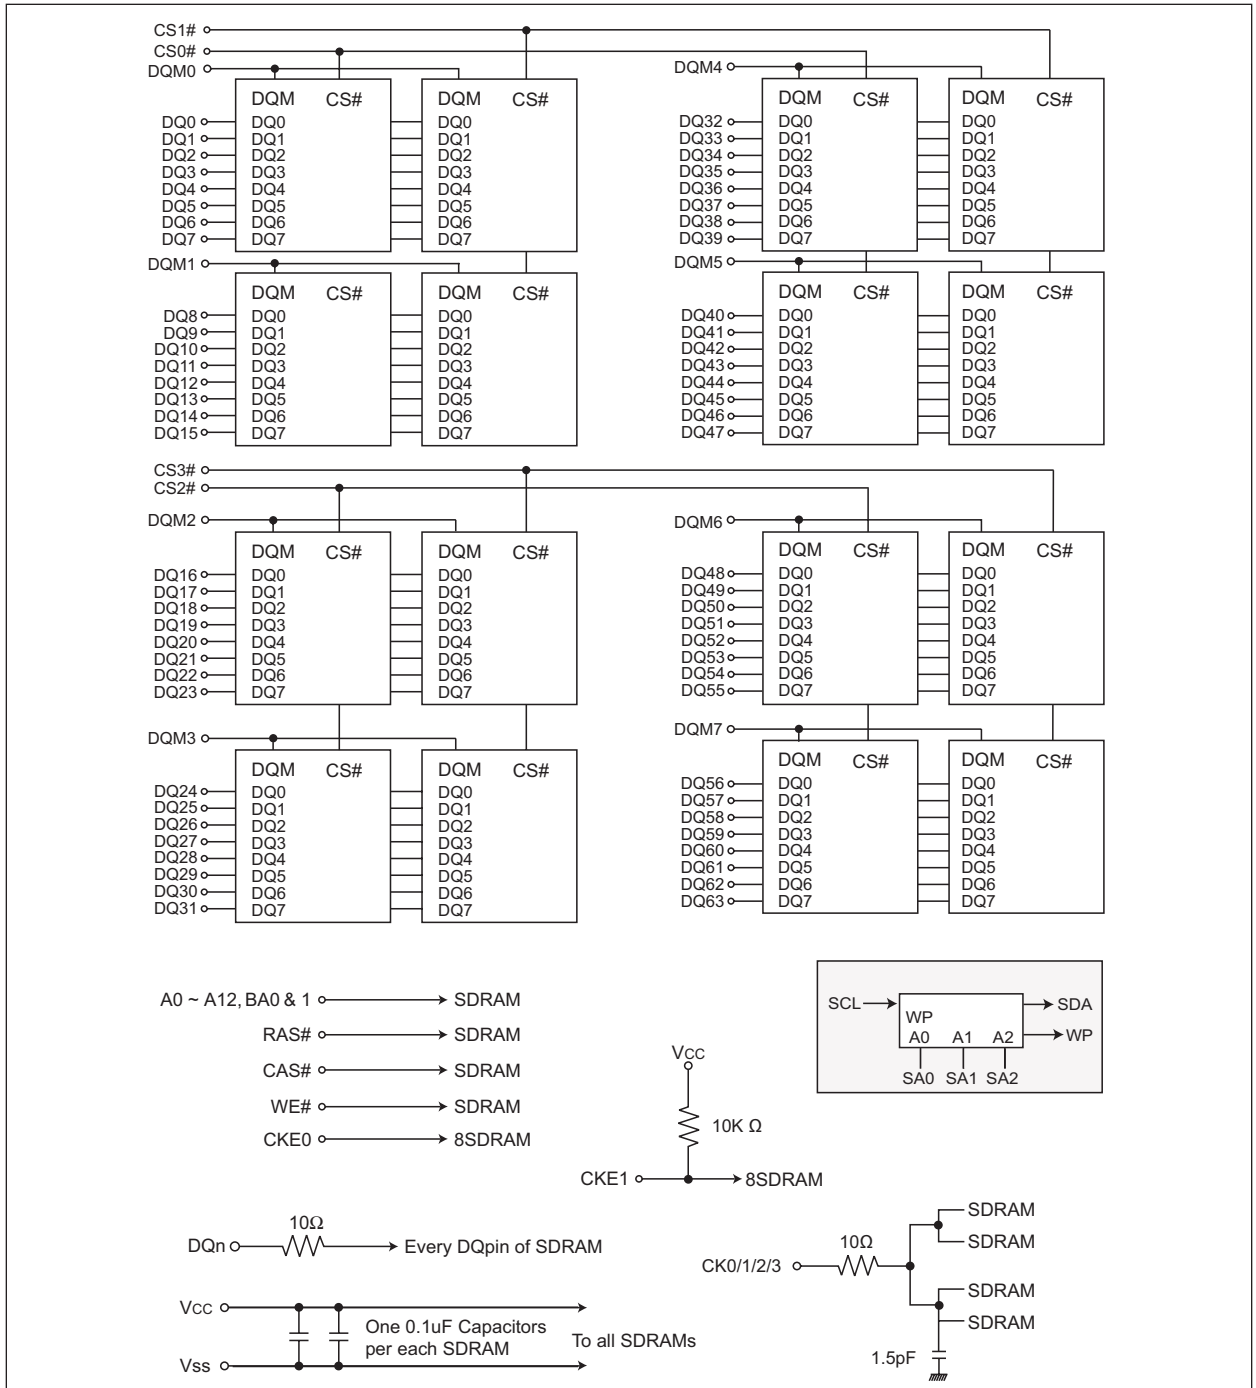 CS1#
CS0#
DQM0
DQM CS#
DQ0 DQ0
DQ1 DQ1
DQ2 DQ2
DQ3 DQ3
DQ4 DQ4
DQ5 DQ5
DQ6 DQ6
DQ7 DQ7
DQM CS#
DQ0
DQ1
DQ2
DQ3
DQ4
DQ5
DQ6
DQ7
DQM4
DQM CS#
DQ32 DQ0
DQ33 DQ1
DQ34 DQ2
DQ35 DQ3
DQ36 DQ4
DQ37 DQ5
DQ38 DQ6
DQ39 DQ7
DQM CS#
DQ0
DQ1
DQ2
DQ3
DQ4
DQ5
DQ6
DQ7
DQM1
DQM CS#
DQ8 DQ0
DQ9 DQ1
DQ10 DQ2
DQ11 DQ3
DQ12 DQ4
DQ13 DQ5
DQ14 DQ6
DQ15 DQ7
DQM CS#
DQ0
DQ1
DQ2
DQ3
DQ4
DQ5
DQ6
DQ7
DQM5
DQM CS#
DQ40 DQ0
DQ41 DQ1
DQ42 DQ2
DQ43 DQ3
DQ44 DQ4
DQ45 DQ5
DQ46 DQ6
DQ47 DQ7
DQM CS#
DQ0
DQ1
DQ2
DQ3
DQ4
DQ5
DQ6
DQ7
CS3#
CS2#
DQM2
DQM CS#
DQ16 DQ0
DQ17 DQ1
DQ18 DQ2
DQ19 DQ3
DQ20 DQ4
DQ21 DQ5
DQ22 DQ6
DQ23 DQ7
DQM CS#
DQ0
DQ1
DQ2
DQ3
DQ4
DQ5
DQ6
DQ7
DQM6
DQM CS#
DQ48 DQ0
DQ49 DQ1
DQ50 DQ2
DQ51 DQ3
DQ52 DQ4
DQ53 DQ5
DQ54 DQ6
DQ55 DQ7
DQM CS#
DQ0
DQ1
DQ2
DQ3
DQ4
DQ5
DQ6
DQ7
DQM3
DQM CS#
DQ24 DQ0
DQ25 DQ1
DQ26 DQ2
DQ27 DQ3
DQ28 DQ4
DQ29 DQ5
DQ30 DQ6
DQ31 DQ7
DQM CS#
DQ0
DQ1
DQ2
DQ3
DQ4
DQ5
DQ6
DQ7
DQM7
DQM CS#
DQ56 DQ0
DQ57 DQ1
DQ58 DQ2
DQ59 DQ3
DQ60 DQ4
DQ61 DQ5
DQ62 DQ6
DQ63 DQ7
DQM CS#
DQ0
DQ1
DQ2
DQ3
DQ4
DQ5
DQ6
DQ7
A0 ~ A12, BA0 & 1 SDRAM
RAS# SDRAM
CAS# SDRAM
WE# SDRAM
CKE0 8SDRAM
VCC
10K Ω
CKE1 8SDRAM
SCL SDA
WP
WP
A0 A1 A2
SA0 SA1 SA2
10Ω
DQn Every DQpin of SDRAM
10Ω
CK0/1/2/3
SDRAM
SDRAM
SDRAM
SDRAM
1.5pF
VCC
One 0.1uF Capacitors
per each SDRAM
To all SDRAMs
Vss